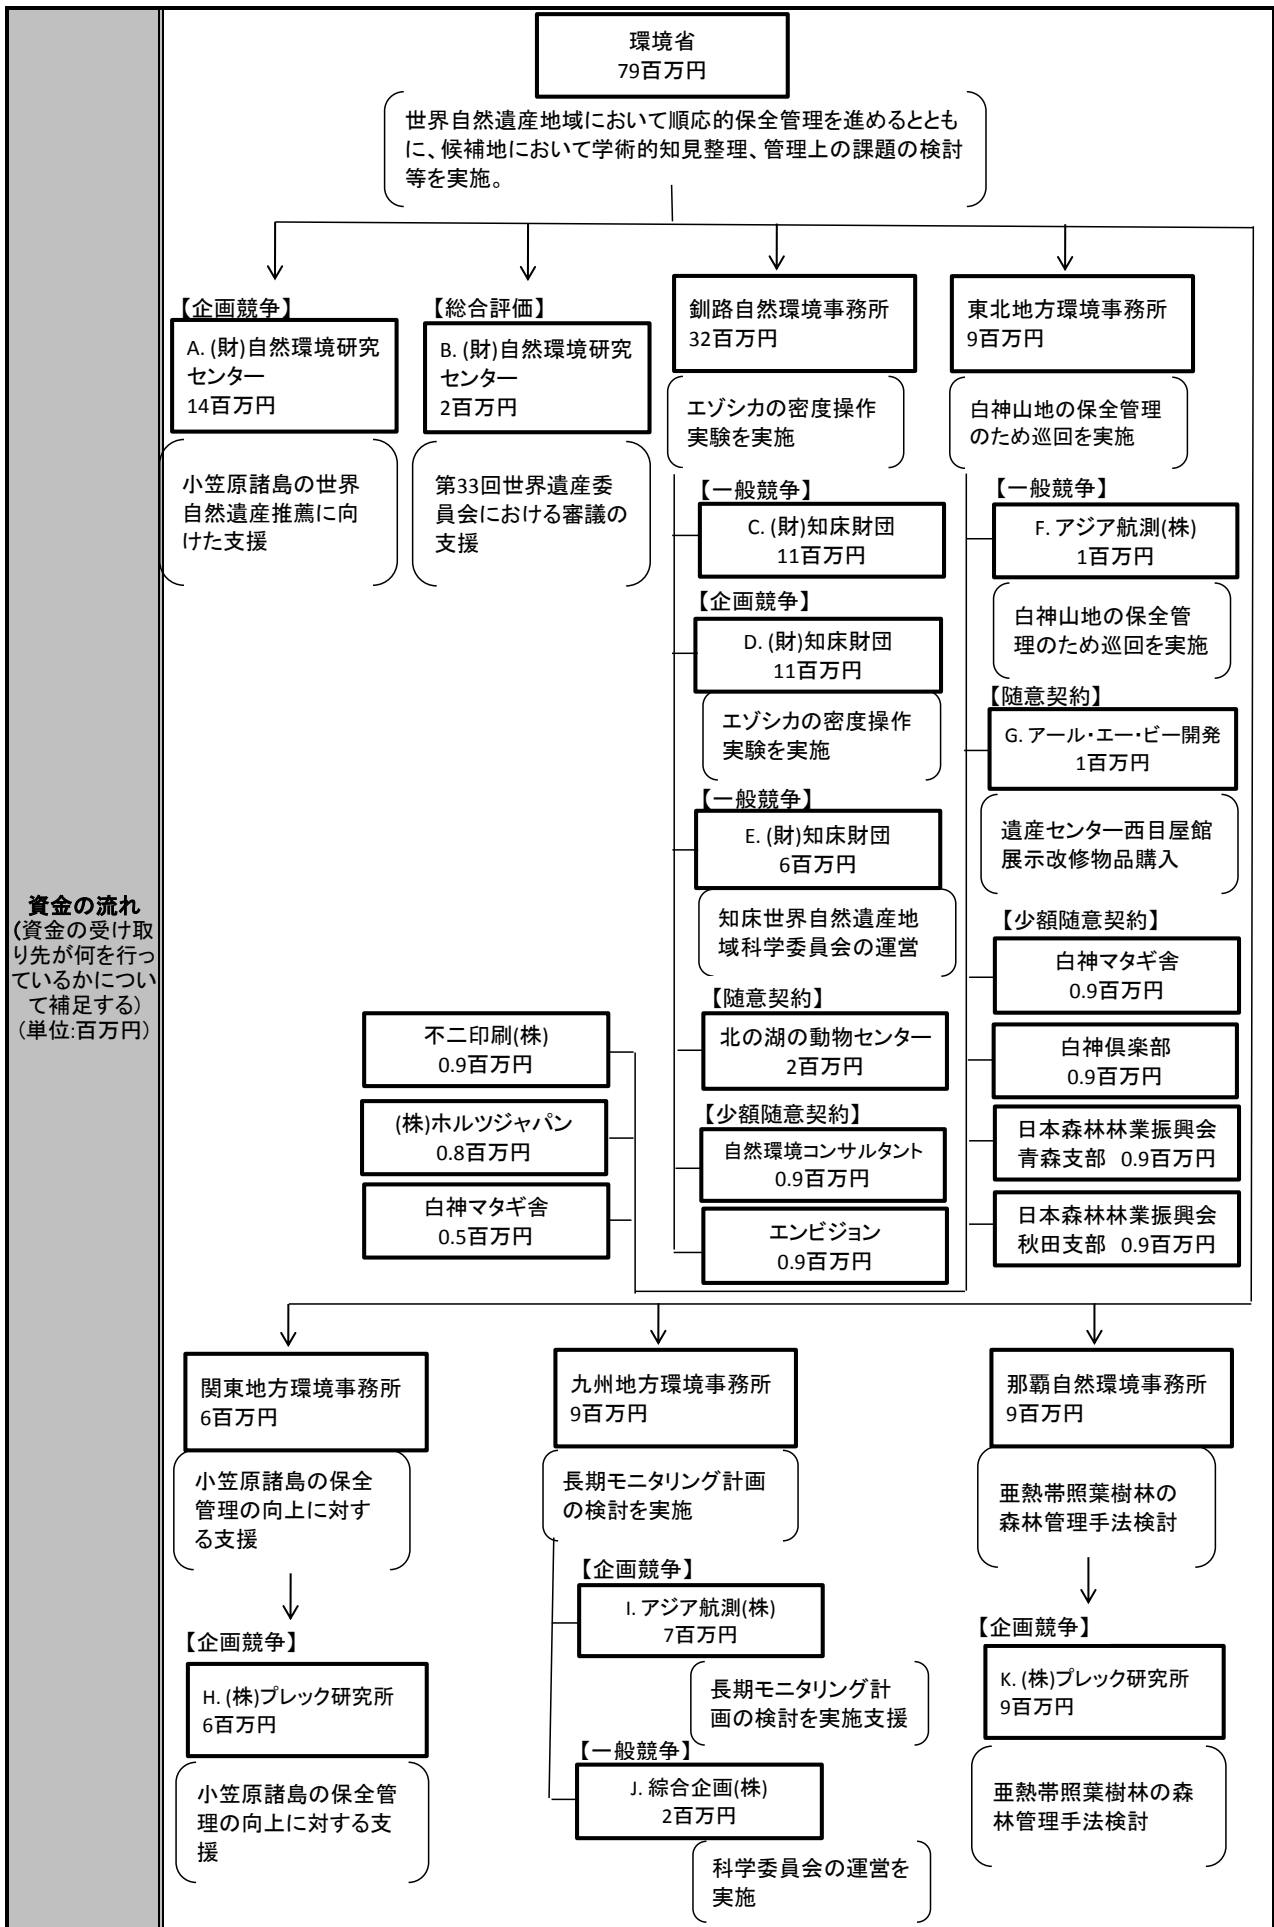 資金の流れ
(資金の受け取
り先が何を行っ
ているかについ
て補足する)
(単位:百万円)
環境省
79百万円
世界自然遺産地域において順応的保全管理を進めるととも
に、候補地において学術的知見整理、管理上の課題の検討
等を実施。
【企画競争】
A. (財)自然環境研究
センター
14百万円
小笠原諸島の世界
自然遺産推薦に向
けた支援
【総合評価】
B. (財)自然環境研究
センター
2百万円
第33回世界遺産委
員会における審議の
支援
釧路自然環境事務所
32百万円
エゾシカの密度操作
実験を実施
【一般競争】
C. (財)知床財団
11百万円
【企画競争】
D. (財)知床財団
11百万円
エゾシカの密度操作
実験を実施
【一般競争】
E. (財)知床財団
6百万円
知床世界自然遺産地
域科学委員会の運営
【随意契約】
北の湖の動物センター
2百万円
【少額随意契約】
自然環境コンサルタント
0.9百万円
エンビジョン
0.9百万円
東北地方環境事務所
9百万円
白神山地の保全管理
のため巡回を実施
【一般競争】
F. アジア航測(株)
1百万円
白神山地の保全管
理のため巡回を実施
【随意契約】
G. アール・エー・ビー開発
1百万円
遺産センター西目屋館
展示改修物品購入
【少額随意契約】
白神マタギ舎
0.9百万円
白神倶楽部
0.9百万円
日本森林林業振興会
青森支部 0.9百万円
日本森林林業振興会
秋田支部 0.9百万円
不二印刷(株)
0.9百万円
(株)ホルツジャパン
0.8百万円
白神マタギ舎
0.5百万円
関東地方環境事務所
6百万円
小笠原諸島の保全
管理の向上に対す
る支援
【企画競争】
H. (株)プレック研究所
6百万円
小笠原諸島の保全管
理の向上に対する支
援
九州地方環境事務所
9百万円
長期モニタリング計画
の検討を実施
【企画競争】
I. アジア航測(株)
7百万円
長期モニタリング計
画の検討を実施支援
【一般競争】
J. 綜合企画(株)
2百万円
科学委員会の運営を
実施
那覇自然環境事務所
9百万円
亜熱帯照葉樹林の
森林管理手法検討
【企画競争】
K. (株)プレック研究所
9百万円
亜熱帯照葉樹林の森
林管理手法検討